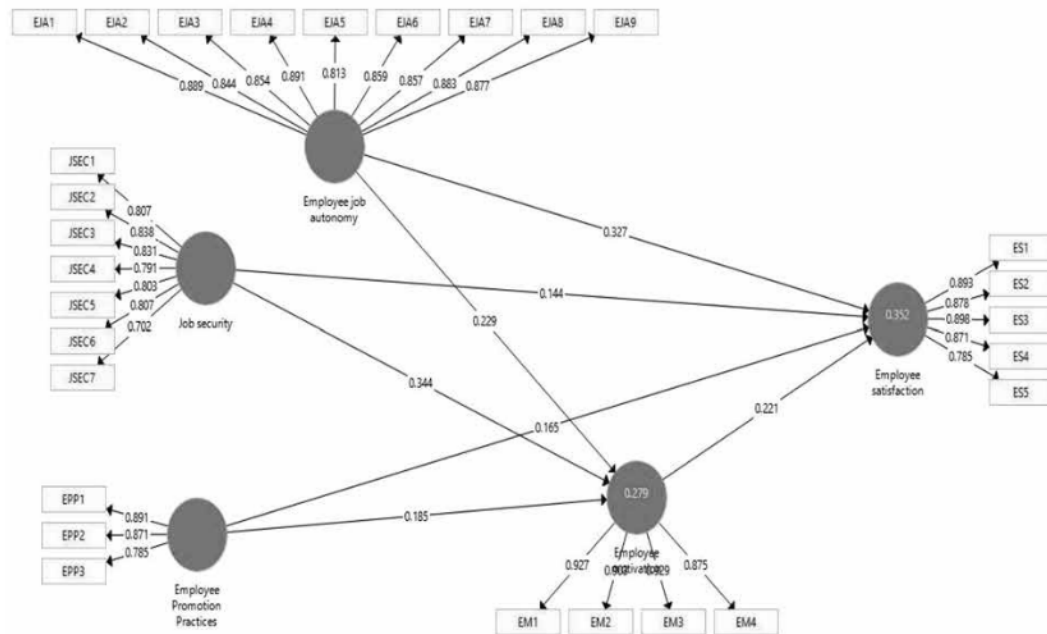 EJA1 EJA2 EJA3 EJA4 EJA5 EJA6 EJA7 EJA8 EJA9
0.889 0.844 0.854 0.891 0.813 0.859 0.857 0.883 0.877
Employee job
autonomy
JSEC1
JSEC2
JSEC3
JSEC4
JSEC5
JSEC6
JSEC7
0.807
0.838
0.831
0.791
0.803
0.807
0.702
Job security
0.327
0.144
0.229
0.344
0.165
0.221
0.185
ES1
ES2
ES3
ES4
ES5
0.893
0.878
0.898
0.871
0.785
0.352
Employee
satisfaction
EPP1
EPP2
EPP3
0.891
0.871
0.785
Employee
Promotion
Practices
0.279
Employee
motivation
0.927 0.929 0.875
EM1 EM2 EM3 EM4